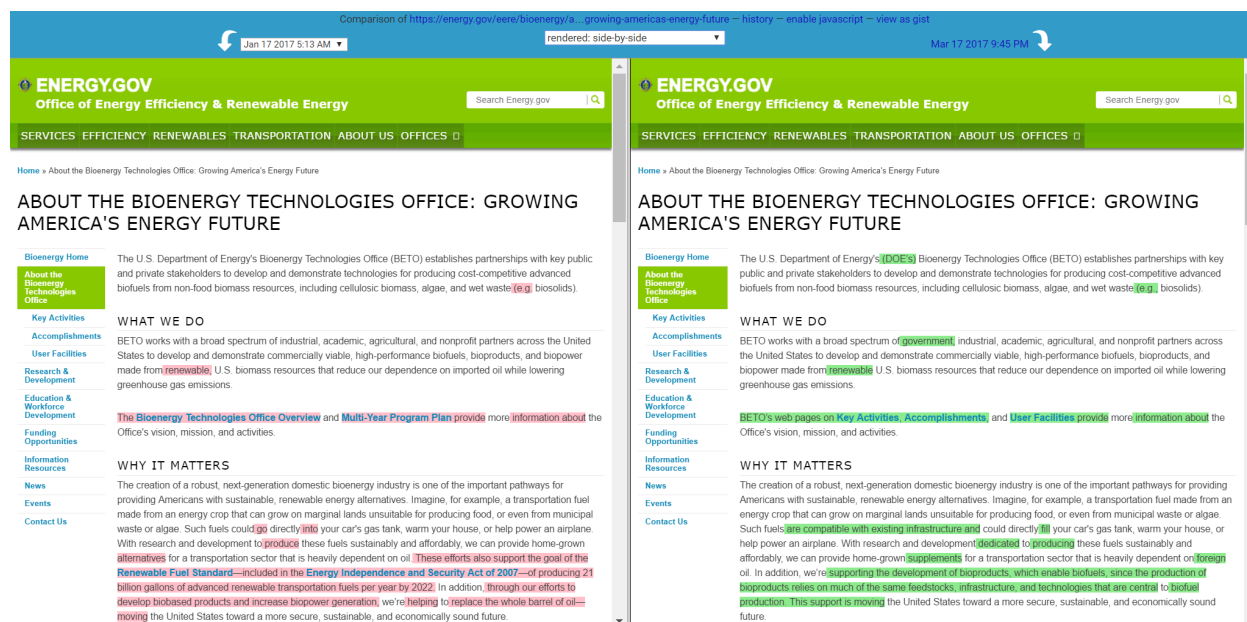 Comparison of https://energy.gov/eere/bioenergy/a...growing-americas-energy-future — history — enable javascript — view as gist
Jan 17 2017 5:13 AM
rendered: side-by-side
Mar 17 2017 9:45 PM
ENERGY.GOV
Office of Energy Efficiency & Renewable Energy
Search Energy.gov
SERVICES EFFICIENCY RENEWABLES TRANSPORTATION ABOUT US OFFICES
Home » About the Bioenergy Technologies Office: Growing America's Energy Future
ABOUT THE BIOENERGY TECHNOLOGIES OFFICE: GROWING
AMERICA'S ENERGY FUTURE
Bioenergy Home
About the
Bioenergy
Technologies
Office
Key Activities
Accomplishments
User Facilities
Research &
Development
Education &
Workforce
Development
Funding
Opportunities
Information
Resources
News
Events
Contact Us
The U.S. Department of Energy's Bioenergy Technologies Office (BETO) establishes partnerships with key public
and private stakeholders to develop and demonstrate technologies for producing cost-competitive advanced
biofuels from non-food biomass resources, including cellulosic biomass, algae, and wet waste (e.g. biosolids).
WHAT WE DO
BETO works with a broad spectrum of industrial, academic, agricultural, and nonprofit partners across the United
States to develop and demonstrate commercially viable, high-performance biofuels, bioproducts, and biopower
made from renewable, U.S. biomass resources that reduce our dependence on imported oil while lowering
greenhouse gas emissions.
The Bioenergy Technologies Office Overview and Multi-Year Program Plan provide more information about the
Office's vision, mission, and activities.
WHY IT MATTERS
The creation of a robust, next-generation domestic bioenergy industry is one of the important pathways for
providing Americans with sustainable, renewable energy alternatives. Imagine, for example, a transportation fuel
made from an energy crop that can grow on marginal lands unsuitable for producing food, or even from municipal
waste or algae. Such fuels could go directly into your car's gas tank, warm your house, or help power an airplane.
With research and development to produce these fuels sustainably and affordably, we can provide home-grown
alternatives for a transportation sector that is heavily dependent on oil. These efforts also support the goal of the
Renewable Fuel Standard—included in the Energy Independence and Security Act of 2007—of producing 21
billion gallons of advanced renewable transportation fuels per year by 2022. In addition, through our efforts to
develop biobased products and increase biopower generation, we're helping to replace the whole barrel of oil—
moving the United States toward a more secure, sustainable, and economically sound future.
ENERGY.GOV
Office of Energy Efficiency & Renewable Energy
Search Energy.gov
SERVICES EFFICIENCY RENEWABLES TRANSPORTATION ABOUT US OFFICES
Home » About the Bioenergy Technologies Office: Growing America's Energy Future
ABOUT THE BIOENERGY TECHNOLOGIES OFFICE: GROWING
AMERICA'S ENERGY FUTURE
Bioenergy Home
About the
Bioenergy
Technologies
Office
Key Activities
Accomplishments
User Facilities
Research &
Development
Education &
Workforce
Development
Funding
Opportunities
Information
Resources
News
Events
Contact Us
The U.S. Department of Energy's (DOE's) Bioenergy Technologies Office (BETO) establishes partnerships with key
public and private stakeholders to develop and demonstrate technologies for producing cost-competitive advanced
biofuels from non-food biomass resources, including cellulosic biomass, algae, and wet waste (e.g., biosolids).
WHAT WE DO
BETO works with a broad spectrum of government, industrial, academic, agricultural, and nonprofit partners across
the United States to develop and demonstrate commercially viable, high-performance biofuels, bioproducts, and
biopower made from renewable U.S. biomass resources that reduce our dependence on imported oil while lowering
greenhouse gas emissions.
BETO's web pages on Key Activities, Accomplishments, and User Facilities provide more information about the
Office's vision, mission, and activities.
WHY IT MATTERS
The creation of a robust, next-generation domestic bioenergy industry is one of the important pathways for providing
Americans with sustainable, renewable energy alternatives. Imagine, for example, a transportation fuel made from an
energy crop that can grow on marginal lands unsuitable for producing food, or even from municipal waste or algae.
Such fuels are compatible with existing infrastructure and could directly fill your car's gas tank, warm your house, or
help power an airplane. With research and development dedicated to producing these fuels sustainably and
affordably, we can provide home-grown supplements for a transportation sector that is heavily dependent on foreign
oil. In addition, we're supporting the development of bioproducts, which enable biofuels, since the production of
bioproducts relies on much of the same feedstocks, infrastructure, and technologies that are central to biofuel
production. This support is moving the United States toward a more secure, sustainable, and economically sound
future.